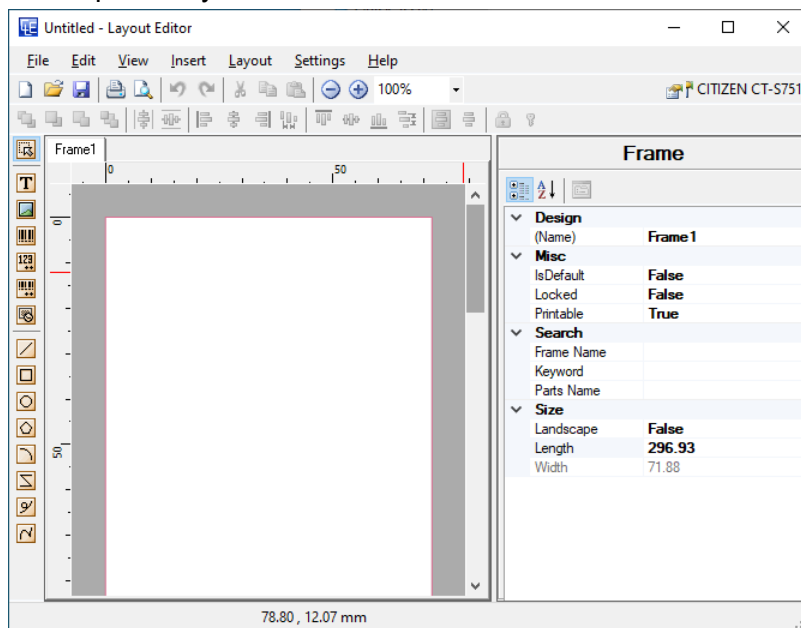 Untitled - Layout Editor
File Edit View Insert Layout Settings Help
100% CITIZEN CT-S751
Frame1
0 50
0
50
T
123
Frame
Design
(Name) Frame1
Misc
IsDefault False
Locked False
Printable True
Search
Frame Name
Keyword
Parts Name
Size
Landscape False
Length 296.93
Width 71.88
78.80 , 12.07 mm